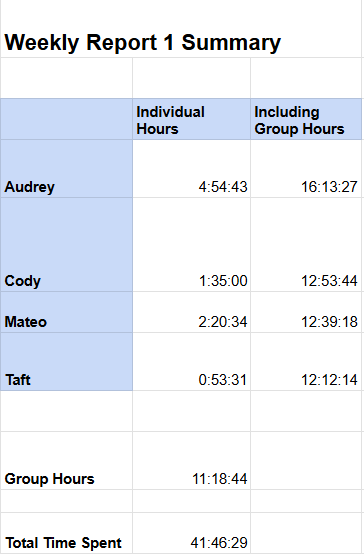 Weekly Report 1 Summary
Individual Hours Including Group Hours
Audrey 4:54:43 16:13:27
Cody 1:35:00 12:53:44
Mateo 2:20:34 12:39:18
Taft 0:53:31 12:12:14
Group Hours 11:18:44
Total Time Spent 41:46:29